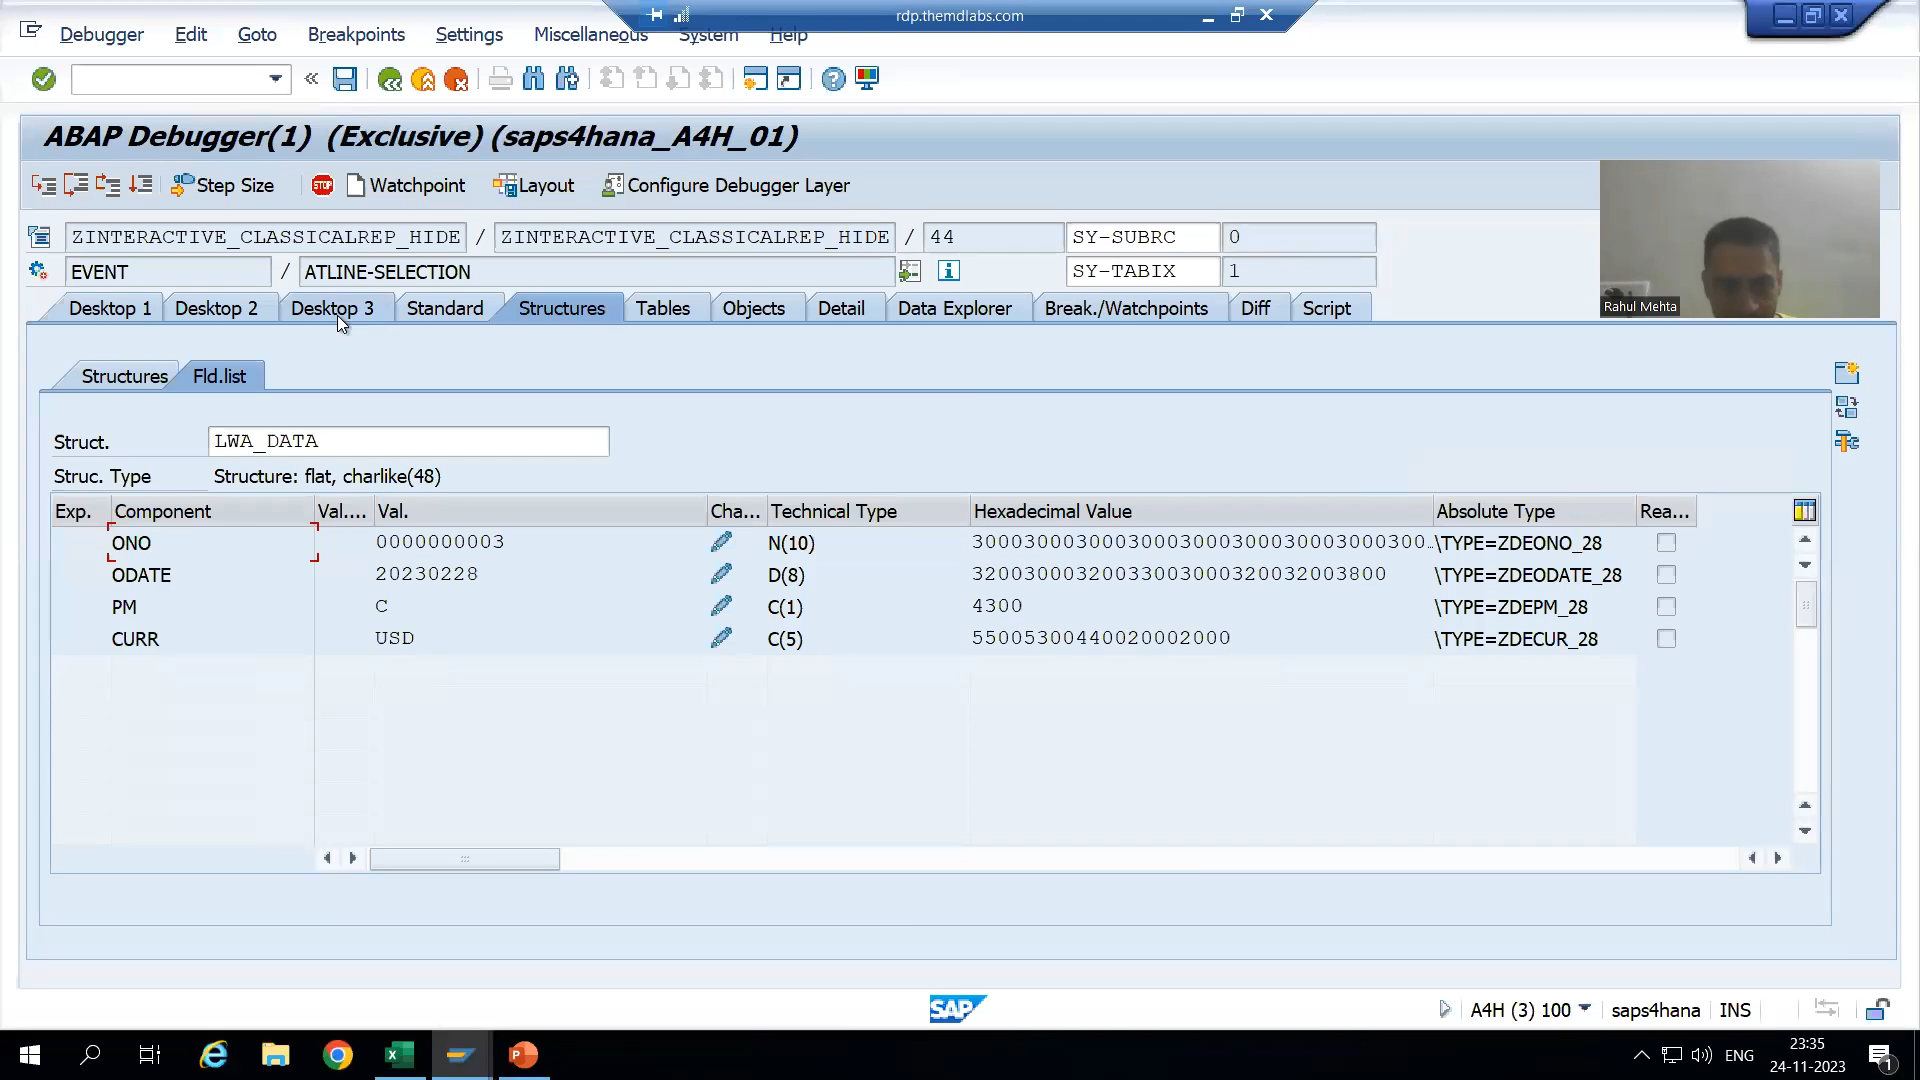 rdp.themdlabs.com
Debugger Edit Goto Breakpoints Settings Miscellaneous System Help
ABAP Debugger(1) (Exclusive) (saps4hana_A4H_01)
Step Size STOP Watchpoint Layout Configure Debugger Layer
ZINTERACTIVE_CLASSICALREP_HIDE / ZINTERACTIVE_CLASSICALREP_HIDE / 44 SY-SUBRC 0
EVENT / ATLINE-SELECTION SY-TABIX 1
Rahul Mehta
Desktop 1 Desktop 2 Desktop 3 Standard Structures Tables Objects Detail Data Explorer Break./Watchpoints Diff Script
Structures Fld.list
Struct. LWA_DATA
Struc. Type Structure: flat, charlike(48)
Exp. Component Val.... Val. Cha... Technical Type Hexadecimal Value Absolute Type Rea...
ONO 0000000003 N(10) 300030003000300030003000300030003000300... \TYPE=ZDEONO_28
ODATE 20230228 D(8) 32003000320033003000320032003800 \TYPE=ZDEODATE_28
PM C C(1) 4300 \TYPE=ZDEPM_28
CURR USD C(5) 55005300440020002000 \TYPE=ZDECUR_28
SAP A4H (3) 100 saps4hana INS
ENG 23:35
24-11-2023 1